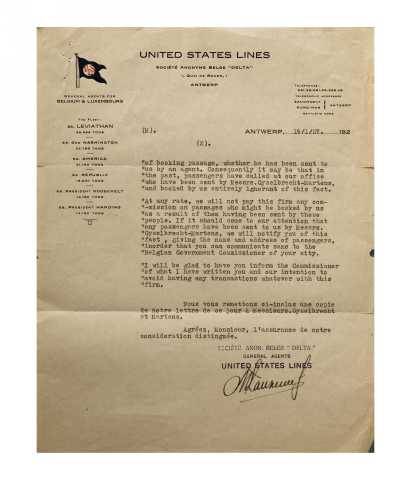 UNITED STATES LINES
SOCIÉTÉ ANONYME BELGE "DELTA"
ANTWERP
GENERAL AGENTS FOR
BELGIUM & LUXEMBOURG
THE FLEET:
SS. LEVIATHAN
SS. GEO WASHINGTON
SS. AMERICA
SS. REPUBLIC
SS. PRESIDENT ROOSEVELT
SS. PRESIDENT HARDING
ANTWERP, 192
"of booking passage, whether he has been sent to
"us by an agent. Consequently it may be that in
"the past, passengers have called at our office
"who have been sent by Messrs.
"and booked by us entirely ignorant of this fact.
"At any rate, we will not pay this firm any com-
"-mission on passages who might be booked by us
"as a result of them having been sent by these
"people. If it should come to our attention that
"any passengers have been sent to us by Messrs.
we will notify you of this
"fact , giving the name and address of passengers,
"inorder that you can communicate same to the
"Belgian Government Commissioner of your city.
"I will be glad to have you inform the Commissioner
"of what I have written you and our intention to
"avoid having any transactions whatever with this
"firm.
Nous vous remettons ci-inclus une copie
de notre lettre de ce jour à messieurs.
et Martens.
Agréez, Monsieur, l'assurance de notre
considération distinguée.
SOCIÉTÉ ANON. BELGE "DELTA"
GENERAL AGENTS
UNITED STATES LINES